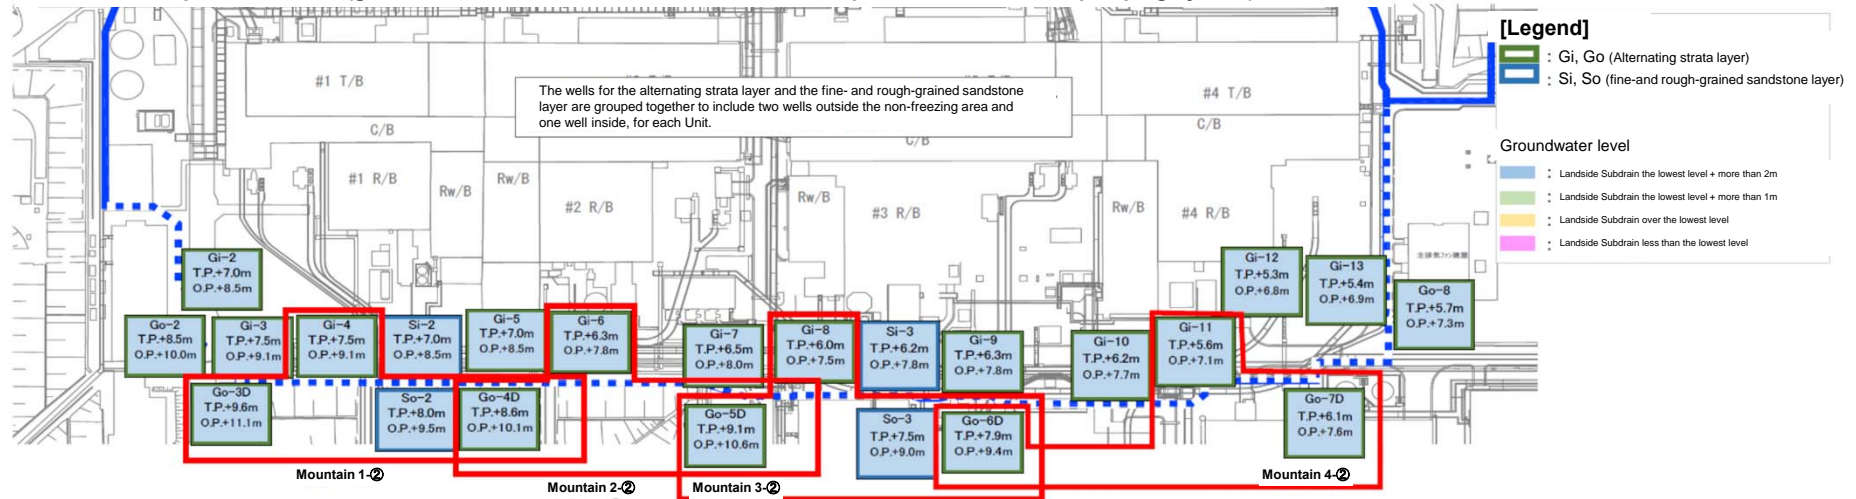 [Legend]
: Gi, Go (Alternating strata layer)
: Si, So (fine-and rough-grained sandstone layer)
Groundwater level
: Landside Subdrain the lowest level + more than 2m
: Landside Subdrain the lowest level + more than 1m
: Landside Subdrain over the lowest level
: Landside Subdrain less than the lowest level
#1 T/B
#4 T/B
The wells for the alternating strata layer and the fine- and rough-grained sandstone
layer are grouped together to include two wells outside the non-freezing area and
one well inside, for each Unit.
C/B
C/B
C/B
#1 R/B
Rw/B
Rw/B
#2 R/B
Rw/B
#3 R/B
Rw/B
#4 R/B
主排気ファン建屋
Gi-2
T.P.+7.0m
O.P.+8.5m
Gi-12
T.P.+5.3m
O.P.+6.8m
Gi-13
T.P.+5.4m
O.P.+6.9m
Go-8
T.P.+5.7m
O.P.+7.3m
Go-2
T.P.+8.5m
O.P.+10.0m
Gi-3
T.P.+7.5m
O.P.+9.1m
Gi-4
T.P.+7.5m
O.P.+9.1m
Si-2
T.P.+7.0m
O.P.+8.5m
Gi-5
T.P.+7.0m
O.P.+8.5m
Gi-6
T.P.+6.3m
O.P.+7.8m
Gi-7
T.P.+6.5m
O.P.+8.0m
Gi-8
T.P.+6.0m
O.P.+7.5m
Si-3
T.P.+6.2m
O.P.+7.8m
Gi-9
T.P.+6.3m
O.P.+7.8m
Gi-10
T.P.+6.2m
O.P.+7.7m
Gi-11
T.P.+5.6m
O.P.+7.1m
Go-3D
T.P.+9.6m
O.P.+11.1m
So-2
T.P.+8.0m
O.P.+9.5m
Go-4D
T.P.+8.6m
O.P.+10.1m
Go-5D
T.P.+9.1m
O.P.+10.6m
So-3
T.P.+7.5m
O.P.+9.0m
Go-6D
T.P.+7.9m
O.P.+9.4m
Go-7D
T.P.+6.1m
O.P.+7.6m
Mountain 1-②
Mountain 2-②
Mountain 3-②
Mountain 4-②